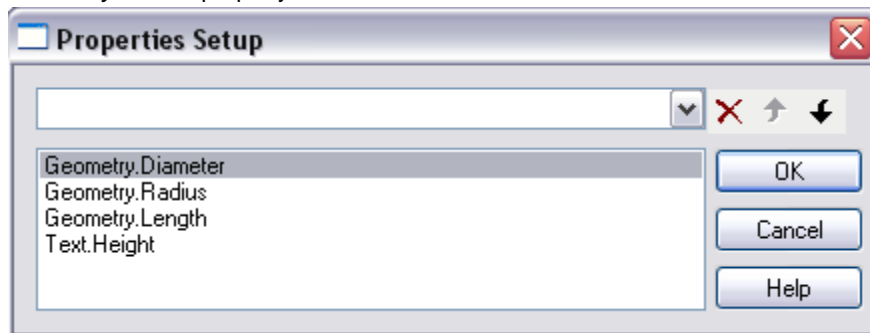 Properties Setup
Geometry.Diameter
Geometry.Radius
Geometry.Length
Text.Height
OK
Cancel
Help